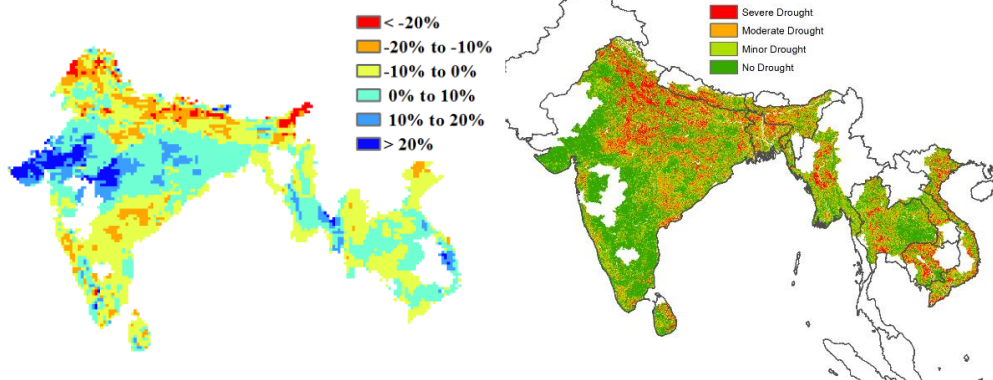 < -20%
-20% to -10%
-10% to 0%
0% to 10%
10% to 20%
> 20%
Severe Drought
Moderate Drought
Minor Drought
No Drought